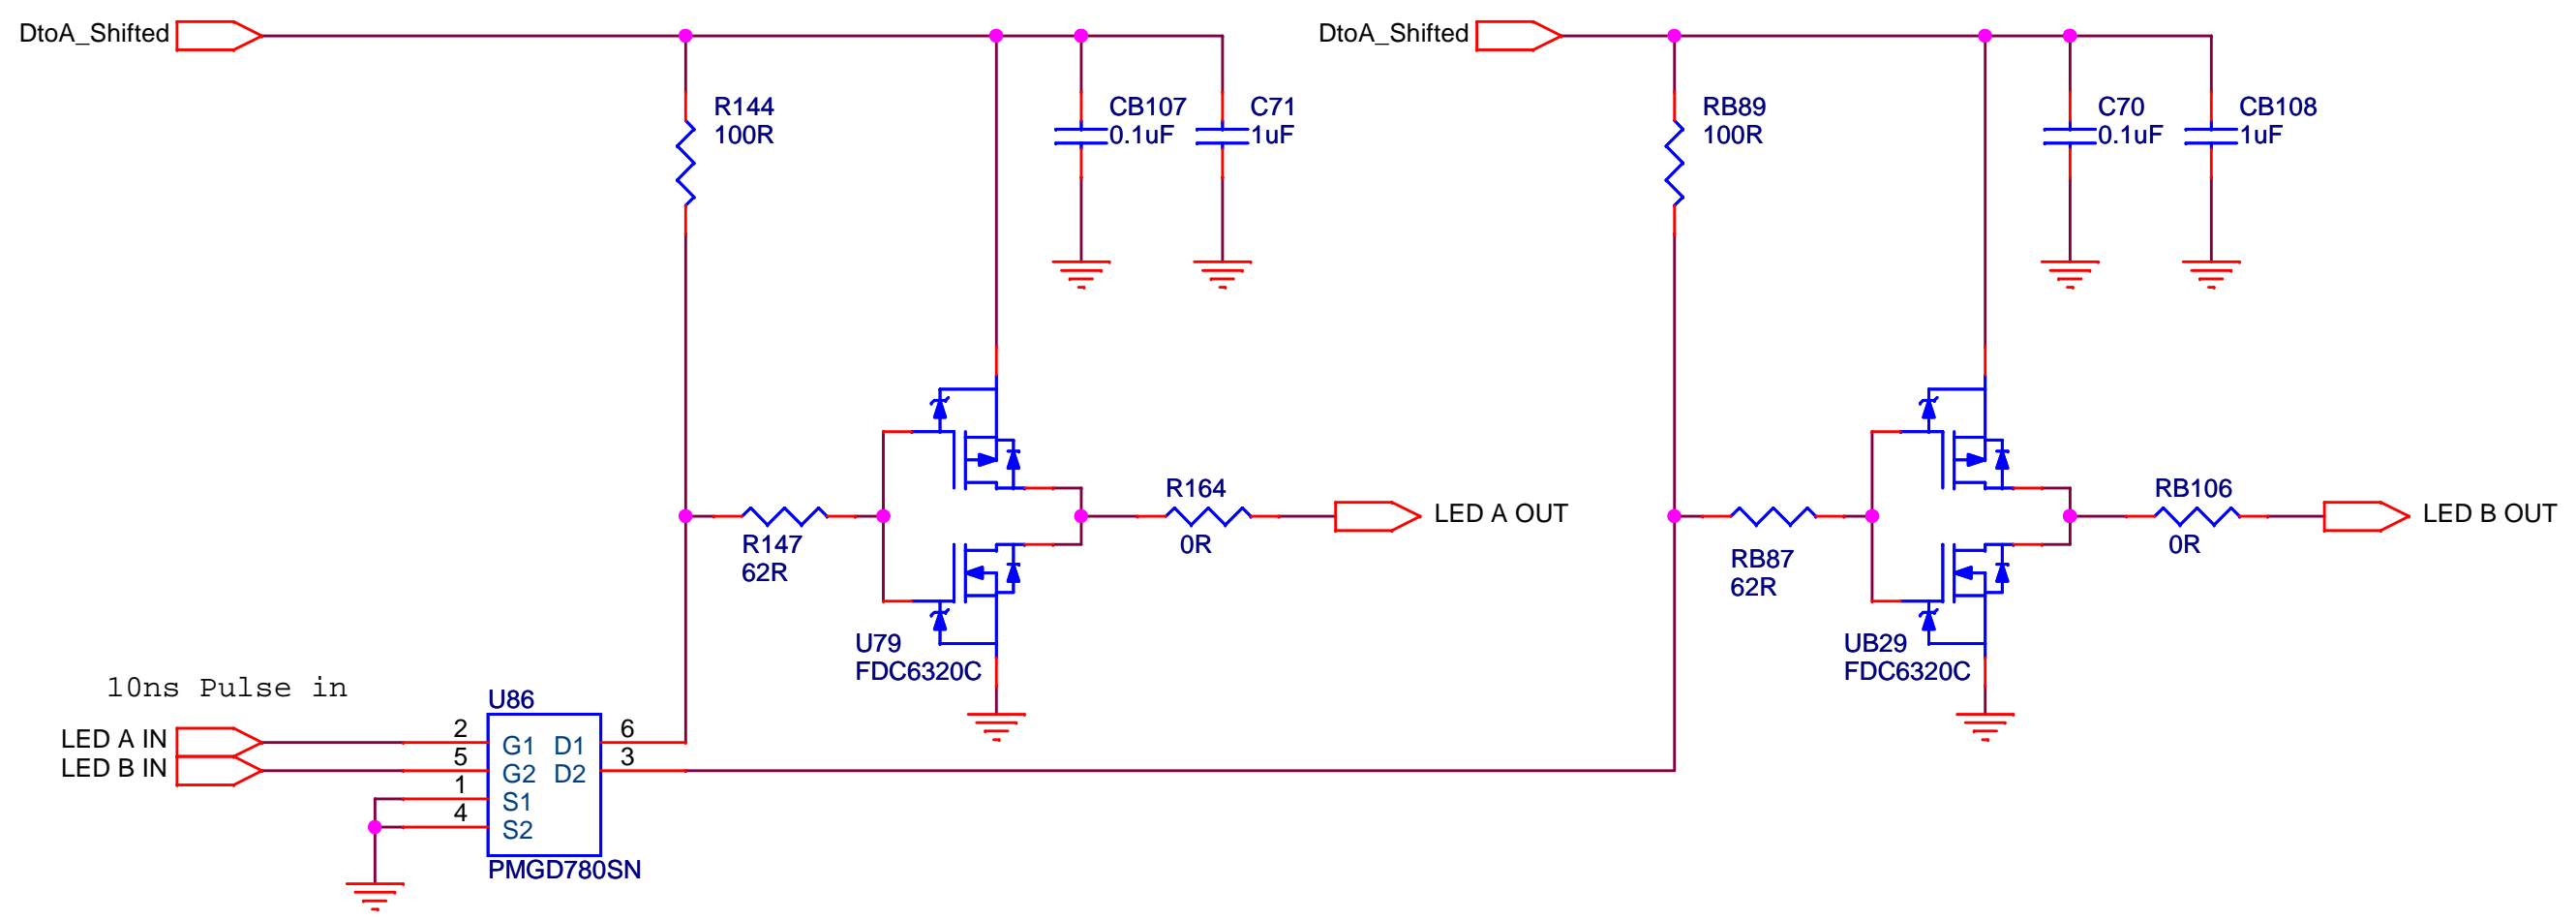 DtoA_Shifted
R144
100R
CB107
0.1uF
C71
1uF
R147
62R
R164
0R
LED A OUT
U79
FDC6320C
10ns Pulse in
LED A IN
LED B IN
U86
2
5
1
4
G1 D1
G2 D2
S1
S2
6
3
PMGD780SN
DtoA_Shifted
RB89
100R
C70
0.1uF
CB108
1uF
RB87
62R
RB106
0R
LED B OUT
UB29
FDC6320C